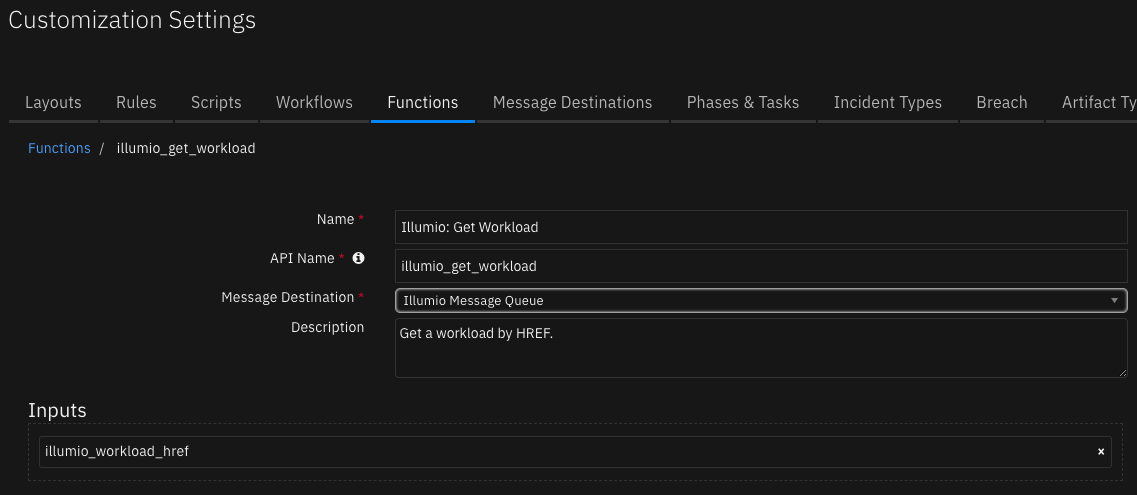 Customization Settings
Layouts Rules Scripts Workflows Functions Message Destinations Phases & Tasks Incident Types Breach Artifact Ty
Functions / illumio_get_workload
Name * Illumio: Get Workload
API Name * illumio_get_workload
Message Destination * Illumio Message Queue
Description Get a workload by HREF.
Inputs
illumio_workload_href ×